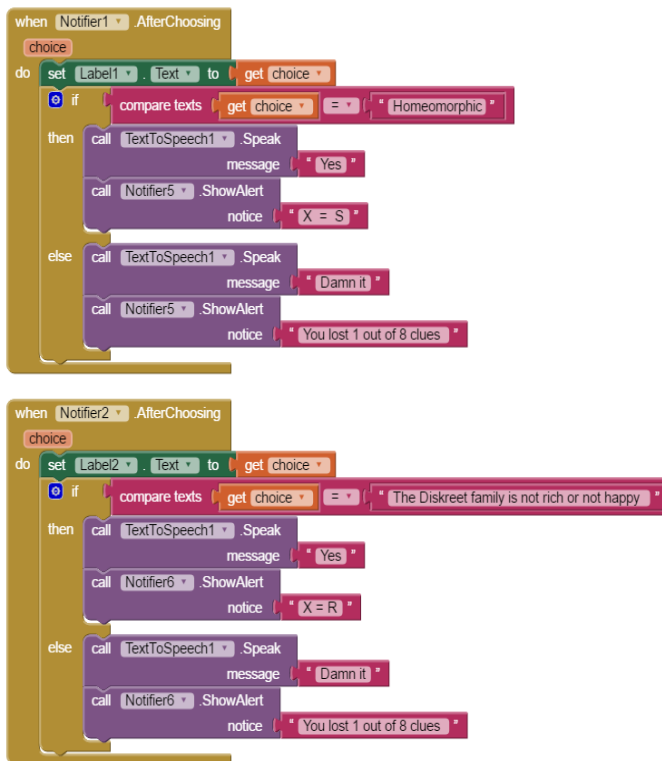 when Notifier1 .AfterChoosing
choice
do set Label1 . Text to get choice
if compare texts get choice = " Homeomorphic "
then call TextToSpeech1 .Speak
message " Yes "
call Notifier5 .ShowAlert
notice " X = S "
else call TextToSpeech1 .Speak
message " Damn it "
call Notifier5 .ShowAlert
notice " You lost 1 out of 8 clues "
when Notifier2 .AfterChoosing
choice
do set Label2 . Text to get choice
if compare texts get choice = " The Diskreet family is not rich or not happy "
then call TextToSpeech1 .Speak
message " Yes "
call Notifier6 .ShowAlert
notice " X = R "
else call TextToSpeech1 .Speak
message " Damn it "
call Notifier6 .ShowAlert
notice " You lost 1 out of 8 clues "